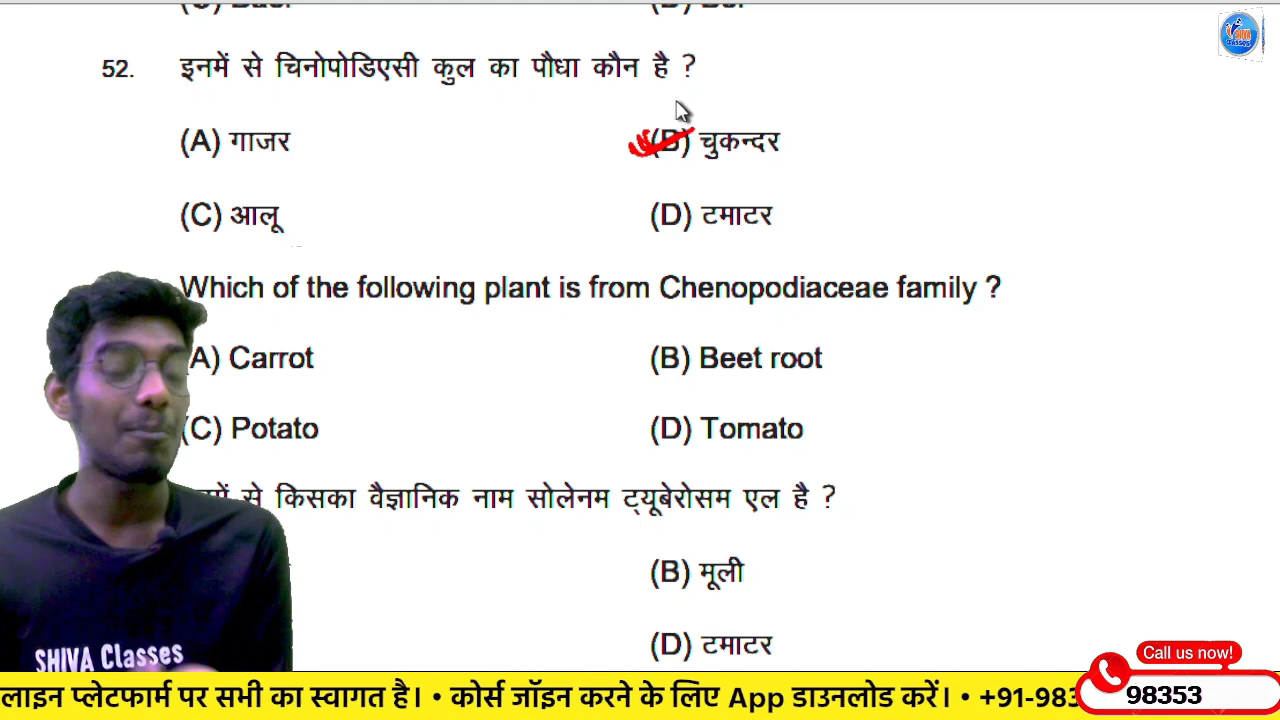 52. इनमें से चिनोपोडिएसी कुल का पौधा कौन है ?
(A) गाजर (B) चुकन्दर
(C) आलू (D) टमाटर
Which of the following plant is from Chenopodiaceae family ?
(A) Carrot (B) Beet root
(C) Potato (D) Tomato
से किसका वैज्ञानिक नाम सोलेनम ट्यूबेरोसम एल है ?
(B) मूली
(D) टमाटर
SHIVA CLASSES
SHIVA Classes
Call us now!
लाइन प्लेटफार्म पर सभी का स्वागत है। • कोर्स जॉइन करने के लिए App डाउनलोड करें। • +91-983
98353